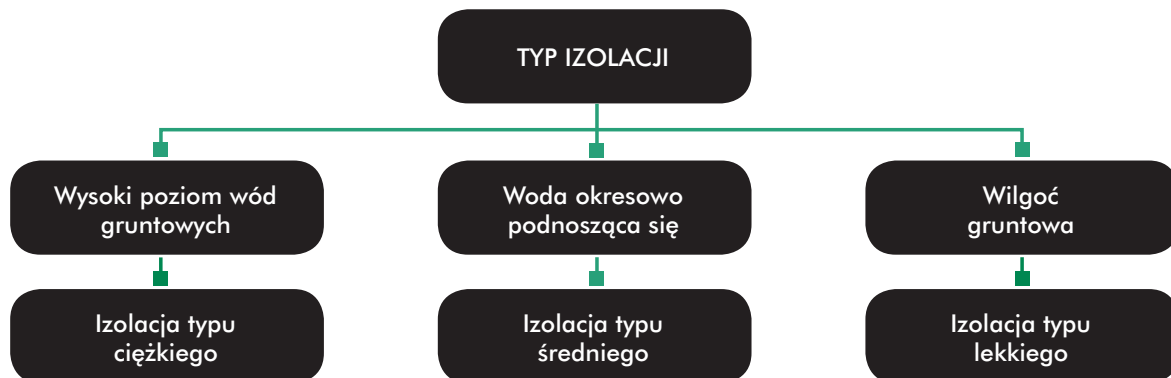 TYP IZOLACJI
Wysoki poziom wód
gruntowych
Woda okresowo
podnosząca się
Wilgoć
gruntowa
Izolacja typu
ciężkiego
Izolacja typu
średniego
Izolacja typu
lekkiego